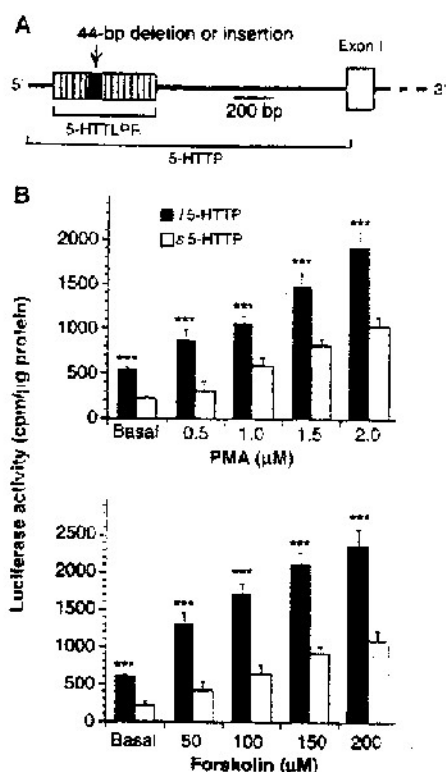 A
44-bp deletion or insertion
Exon I
5' 3'
200 bp
5-HTTLPR
5-HTTP
B
l 5-HTTP
s 5-HTTP
Luciferase activity (cpm/µg protein)
2000
1500
1000
500
0
*** *** *** *** ***
Basal 0.5 1.0 1.5 2.0
PMA (µM)
2500
2000
1500
1000
500
0
*** *** *** *** ***
Basal 50 100 150 200
Forskolin (µM)